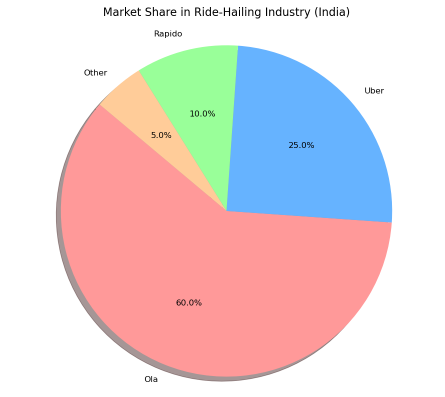 Market Share in Ride-Hailing Industry (India)
Rapido
Other
Uber
10.0%
5.0%
25.0%
60.0%
Ola